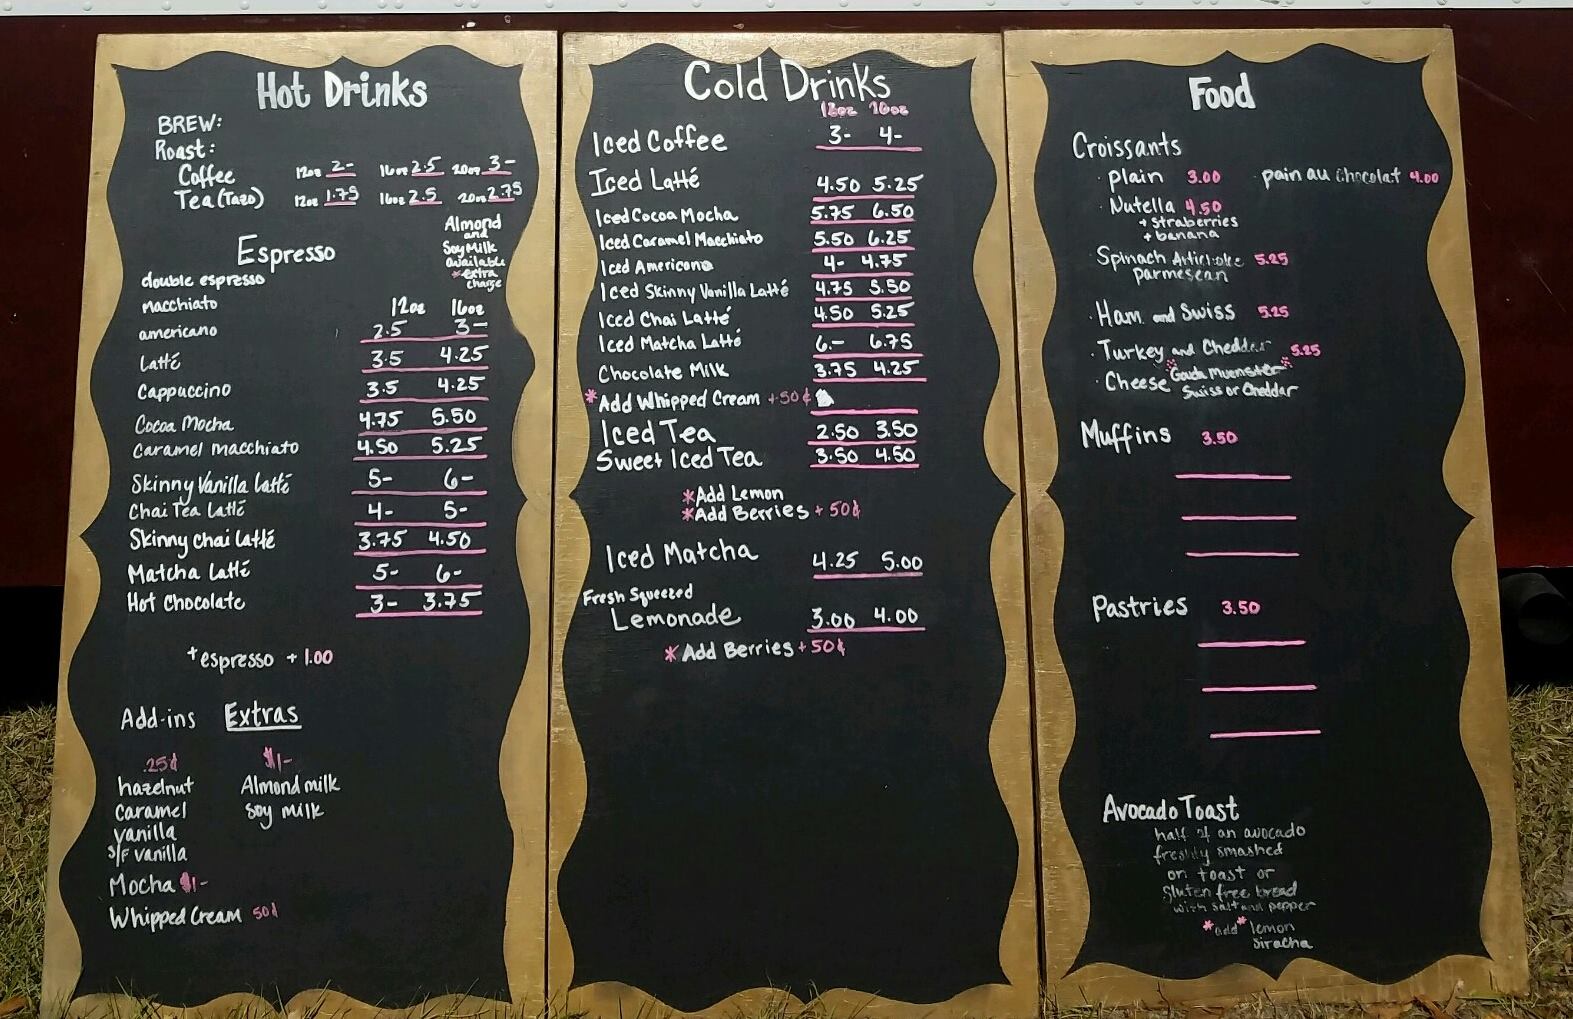 Hot Drinks
BREW:
Roast:
Coffee 12oz 2- 16oz 2.5 20oz 3-
Tea (Tazo) 12oz 1.75 16oz 2.5 20oz 2.75
Almond
and
Soy Milk
available
*extra
charge
Espresso
double espresso
macchiato 12oz 16oz
americano 2.5 3-
Latté 3.5 4.25
Cappuccino 3.5 4.25
Cocoa Mocha 4.75 5.50
Caramel macchiato 4.50 5.25
Skinny Vanilla Latté 5- 6-
Chai Tea Latté 4- 5-
Skinny Chai Latté 3.75 4.50
Matcha Latté 5- 6-
Hot Chocolate 3- 3.75
+espresso + 1.00
Add-ins Extras
.25¢ $1-
hazelnut Almond milk
caramel soy milk
vanilla
S/F vanilla
Mocha $1-
Whipped Cream 50¢
Cold Drinks
12oz 16oz
Iced Coffee 3- 4-
Iced Latté 4.50 5.25
Iced Cocoa Mocha 5.75 6.50
Iced Caramel Macchiato 5.50 6.25
Iced Americano 4- 4.75
Iced Skinny Vanilla Latté 4.75 5.50
Iced Chai Latté 4.50 5.25
Iced Matcha Latté 6.- 6.75
Chocolate Milk 3.75 4.25
*Add Whipped Cream +50¢
Iced Tea 2.50 3.50
Sweet Iced Tea 3.50 4.50
*Add Lemon
*Add Berries + 50¢
Iced Matcha 4.25 5.00
Fresh Squeezed
Lemonade 3.00 4.00
*Add Berries +50¢
Food
Croissants
· plain 3.00 · pain au chocolat 4.00
· Nutella 4.50
+ straberries
+ banana
· Spinach Artichoke 5.25
parmesean
· Ham and Swiss 5.25
· Turkey and Cheddar 5.25
· Cheese *Gouda Muenster*
Swiss or Cheddar
Muffins 3.50
Pastries 3.50
Avocado Toast
half of an avocado
freshly smashed
on toast or
gluten free bread
with salt and pepper
*add* lemon
siracha